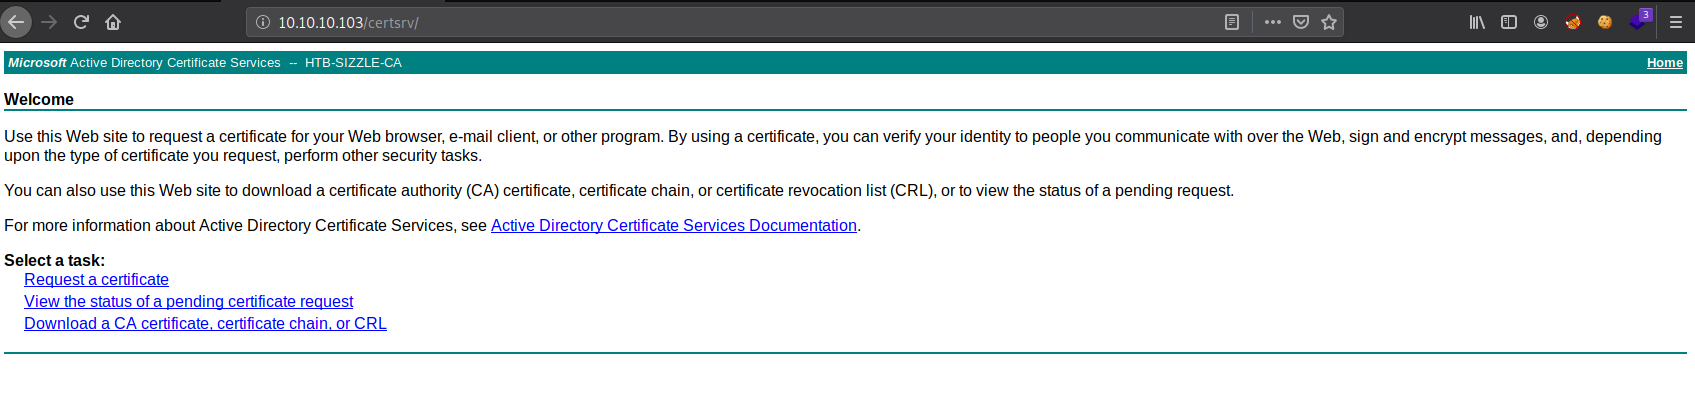 10.10.10.103/certsrv/
3
Microsoft Active Directory Certificate Services -- HTB-SIZZLE-CA
Home
Welcome
Use this Web site to request a certificate for your Web browser, e-mail client, or other program. By using a certificate, you can verify your identity to people you communicate with over the Web, sign and encrypt messages, and, depending
upon the type of certificate you request, perform other security tasks.
You can also use this Web site to download a certificate authority (CA) certificate, certificate chain, or certificate revocation list (CRL), or to view the status of a pending request.
For more information about Active Directory Certificate Services, see Active Directory Certificate Services Documentation.
Select a task:
Request a certificate
View the status of a pending certificate request
Download a CA certificate, certificate chain, or CRL